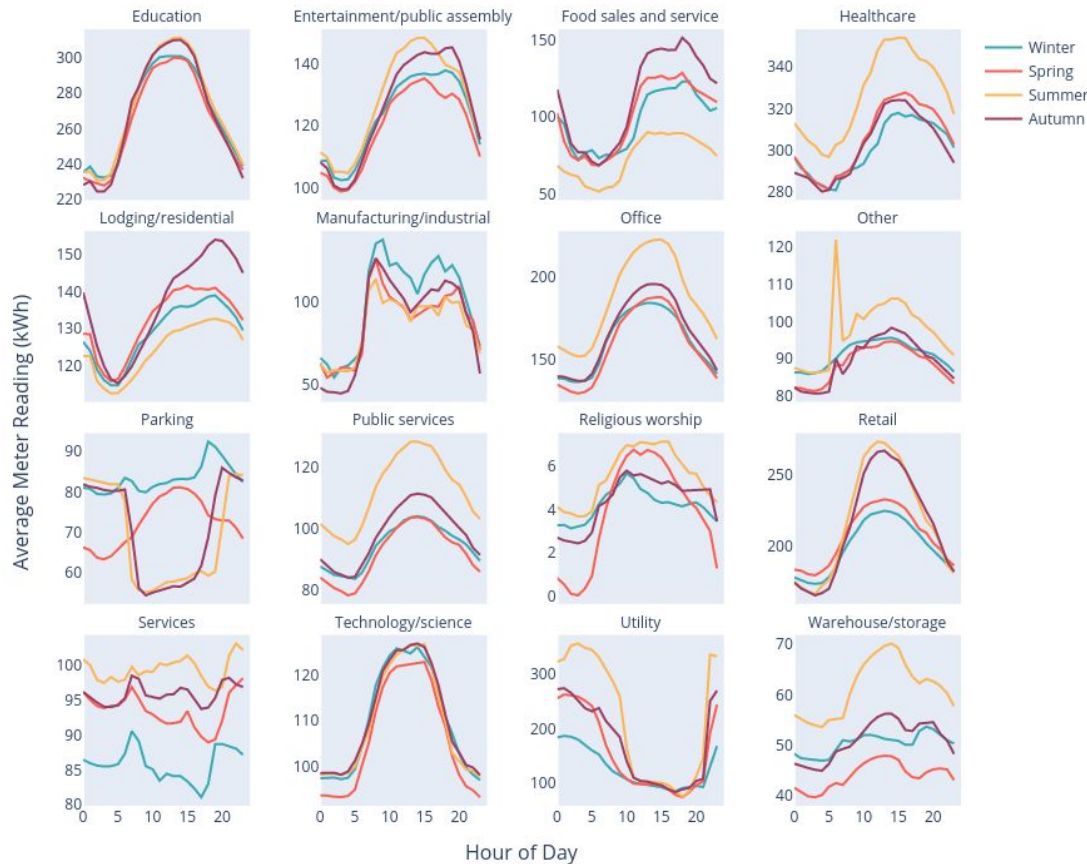 Education
Entertainment/public assembly
Food sales and service
Healthcare
300
280
260
240
220
140
120
100
150
100
50
340
320
300
280
Winter
Spring
Summer
Autumn
Lodging/residential
Manufacturing/industrial
Office
Other
150
140
130
120
100
50
200
150
120
110
100
90
80
Average Meter Reading (kWh)
Parking
Public services
Religious worship
Retail
90
80
70
60
120
100
80
6
4
2
0
250
200
Services
Technology/science
Utility
Warehouse/storage
100
95
90
85
80
120
110
100
300
200
100
70
60
50
40
0 5 10 15 20
0 5 10 15 20
0 5 10 15 20
0 5 10 15 20
Hour of Day